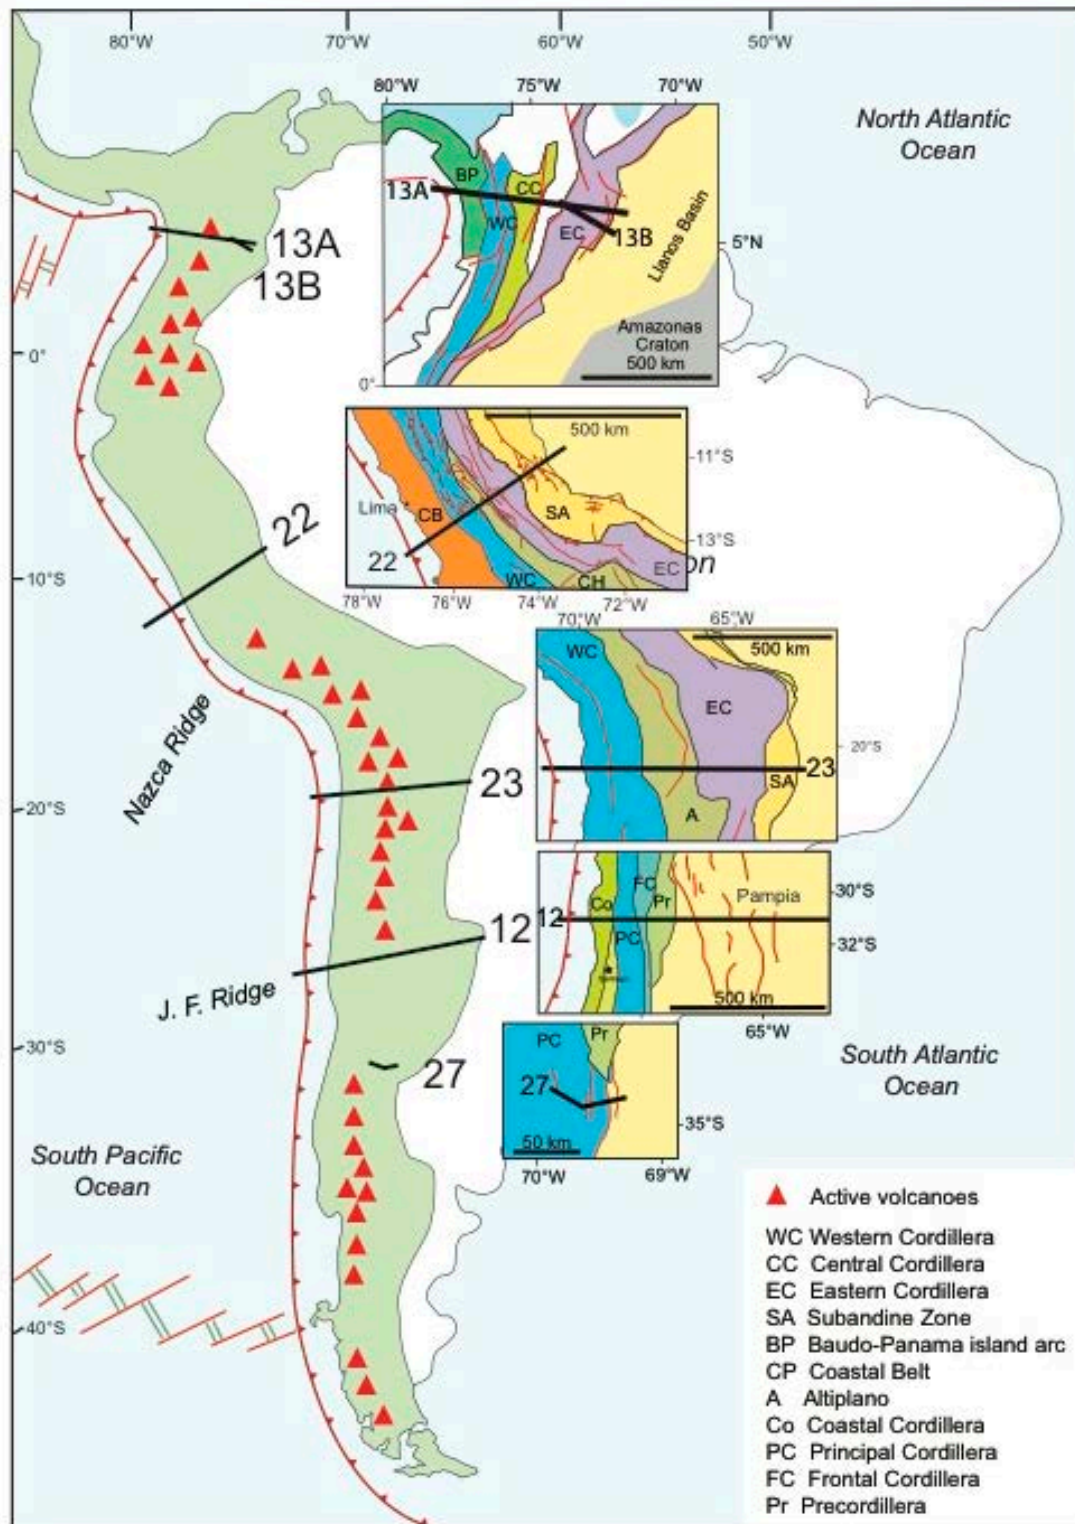 80°W 70°W 60°W 50°W
80°W 75°W 70°W
North Atlantic
Ocean
BP
13A
CC
WC
EC
13B
Llanos Basin
5°N
Amazonas
Craton
500 km
0°
13A
13B
0°
500 km
11°S
Lima
CB
SA
13°S
22
WC
CH
EC
on
78°W 76°W 74°W 72°W
22
10°S
70°W 65°W
500 km
WC
EC
20°S
23
SA
A
Nazca Ridge
23
20°S
FC
Pampia
30°S
Co
Pr
12
PC
32°S
500 km
65°W
12
J. F. Ridge
30°S
PC
Pr
27
35°S
50 km
70°W 69°W
27
South Atlantic
Ocean
South Pacific
Ocean
40°S
Active volcanoes
WC Western Cordillera
CC Central Cordillera
EC Eastern Cordillera
SA Subandine Zone
BP Baudo-Panama island arc
CP Coastal Belt
A Altiplano
Co Coastal Cordillera
PC Principal Cordillera
FC Frontal Cordillera
Pr Precordillera